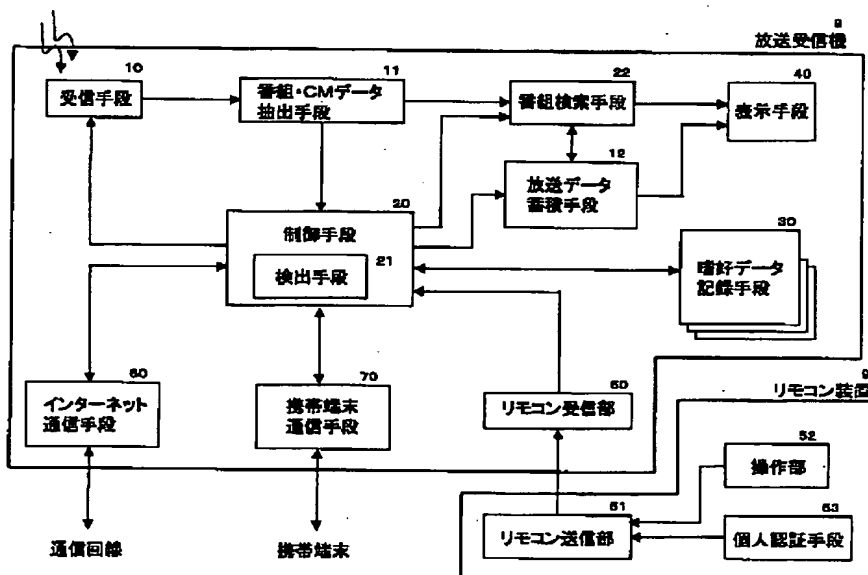 8
放送受信機
10
受信手段
11
番組・CMデータ
抽出手段
22
番組検索手段
40
表示手段
12
放送データ
蓄積手段
20
制御手段
21
検出手段
30
嗜好データ
記録手段
60
インターネット
通信手段
70
携帯端末
通信手段
50
リモコン受信部
9
リモコン装置
52
操作部
51
リモコン送信部
53
個人認証手段
通信回線
携帯端末